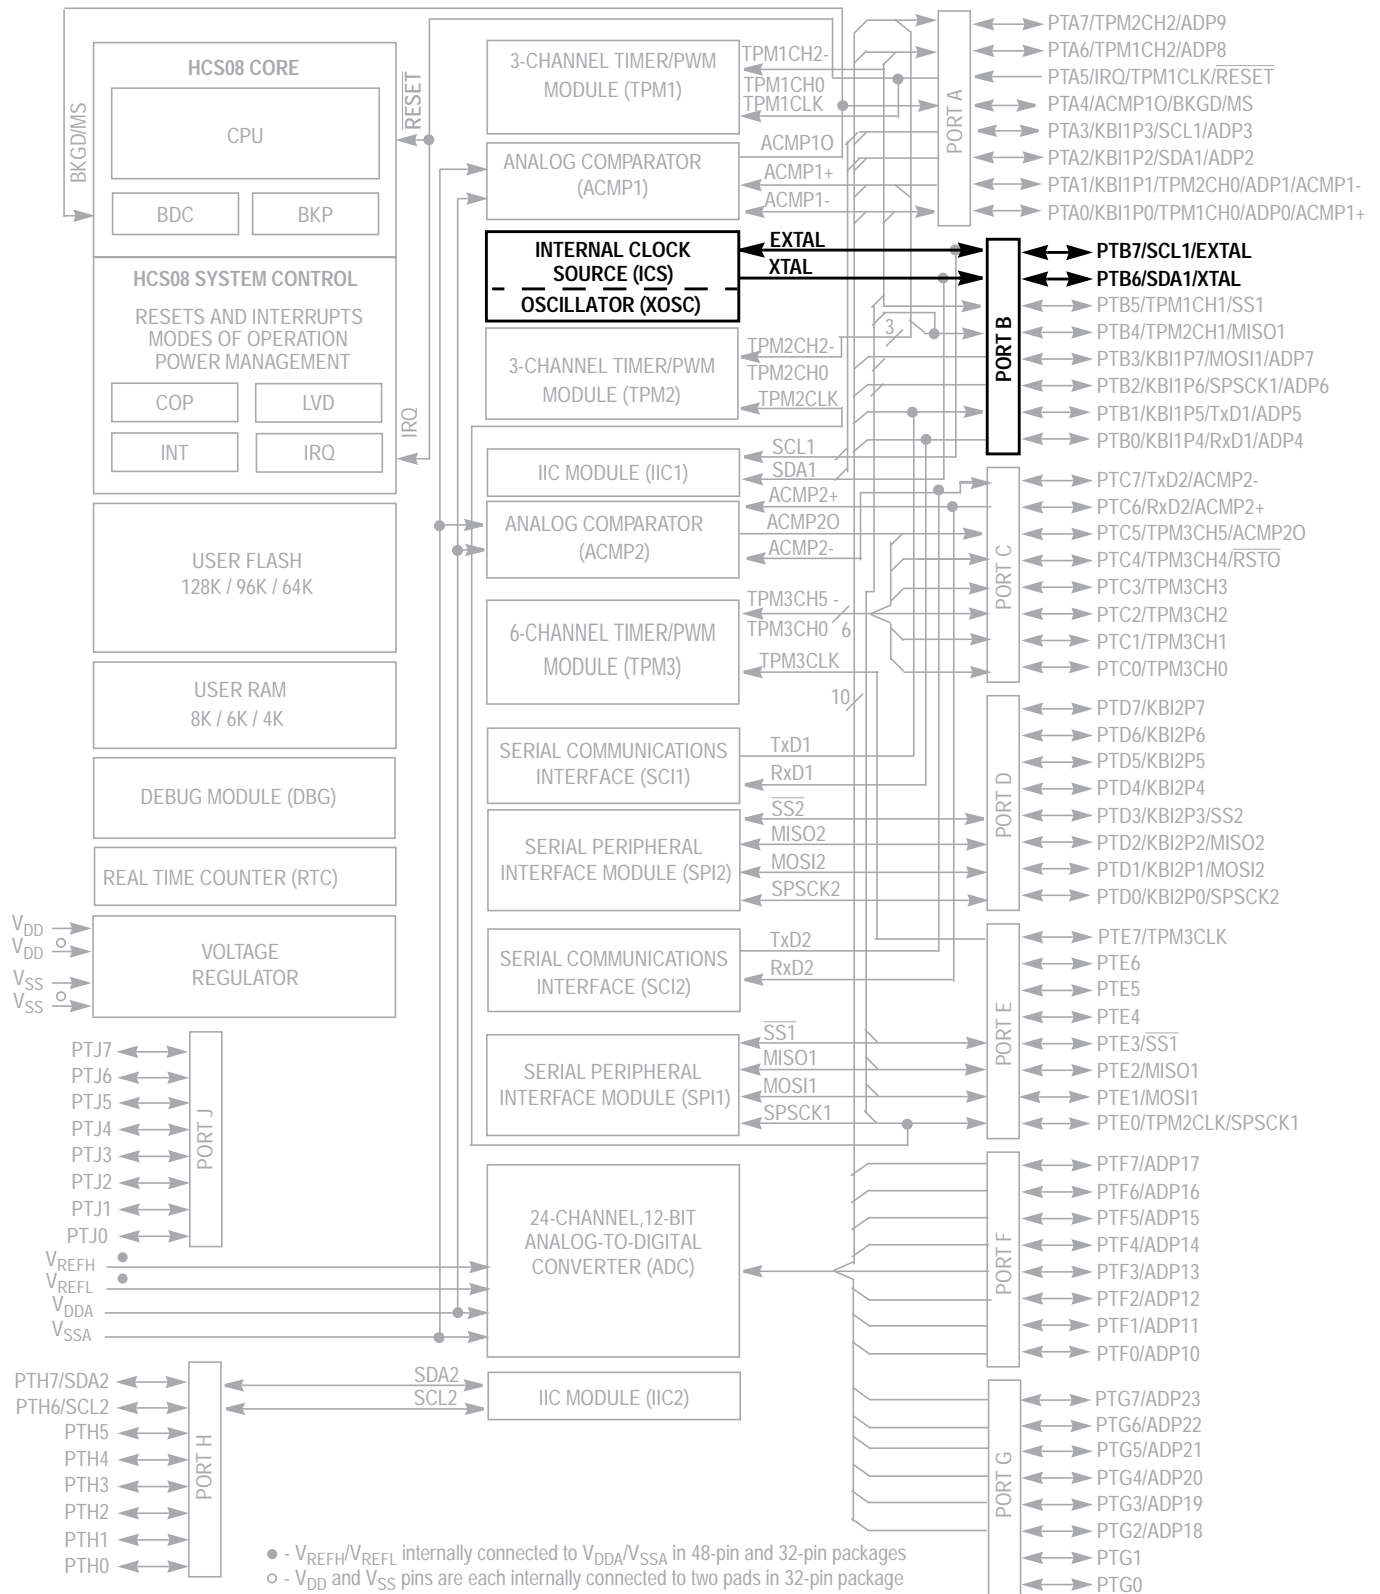 BKGD/MS
HCS08 CORE
CPU
BDC
BKP
RESET
HCS08 SYSTEM CONTROL
RESETS AND INTERRUPTS
MODES OF OPERATION
POWER MANAGEMENT
COP
LVD
INT
IRQ
IRQ
USER FLASH
128K / 96K / 64K
USER RAM
8K / 6K / 4K
DEBUG MODULE (DBG)
REAL TIME COUNTER (RTC)
VDD
VDD
VSS
VSS
VOLTAGE
REGULATOR
PTJ7
PTJ6
PTJ5
PTJ4
PTJ3
PTJ2
PTJ1
PTJ0
PORT J
VREFH
VREFL
VDDA
VSSA
PTH7/SDA2
PTH6/SCL2
PTH5
PTH4
PTH3
PTH2
PTH1
PTH0
PORT H
3-CHANNEL TIMER/PWM
MODULE (TPM1)
TPM1CH2-
TPM1CH0
TPM1CLK
ANALOG COMPARATOR
(ACMP1)
ACMP1O
ACMP1+
ACMP1-
INTERNAL CLOCK
SOURCE (ICS)
OSCILLATOR (XOSC)
EXTAL
XTAL
3-CHANNEL TIMER/PWM
MODULE (TPM2)
TPM2CH2-
TPM2CH0
TPM2CLK
3
IIC MODULE (IIC1)
SCL1
SDA1
ANALOG COMPARATOR
(ACMP2)
ACMP2+
ACMP2O
ACMP2-
6-CHANNEL TIMER/PWM
MODULE (TPM3)
TPM3CH5 -
TPM3CH0
6
TPM3CLK
10
SERIAL COMMUNICATIONS
INTERFACE (SCI1)
TxD1
RxD1
SERIAL PERIPHERAL
INTERFACE MODULE (SPI2)
SS2
MISO2
MOSI2
SPSCK2
SERIAL COMMUNICATIONS
INTERFACE (SCI2)
TxD2
RxD2
SERIAL PERIPHERAL
INTERFACE MODULE (SPI1)
SS1
MISO1
MOSI1
SPSCK1
24-CHANNEL,12-BIT
ANALOG-TO-DIGITAL
CONVERTER (ADC)
IIC MODULE (IIC2)
SDA2
SCL2
PORT A
PTA7/TPM2CH2/ADP9
PTA6/TPM1CH2/ADP8
PTA5/IRQ/TPM1CLK/RESET
PTA4/ACMP1O/BKGD/MS
PTA3/KBI1P3/SCL1/ADP3
PTA2/KBI1P2/SDA1/ADP2
PTA1/KBI1P1/TPM2CH0/ADP1/ACMP1-
PTA0/KBI1P0/TPM1CH0/ADP0/ACMP1+
PORT B
PTB7/SCL1/EXTAL
PTB6/SDA1/XTAL
PTB5/TPM1CH1/SS1
PTB4/TPM2CH1/MISO1
PTB3/KBI1P7/MOSI1/ADP7
PTB2/KBI1P6/SPSCK1/ADP6
PTB1/KBI1P5/TxD1/ADP5
PTB0/KBI1P4/RxD1/ADP4
PORT C
PTC7/TxD2/ACMP2-
PTC6/RxD2/ACMP2+
PTC5/TPM3CH5/ACMP2O
PTC4/TPM3CH4/RSTO
PTC3/TPM3CH3
PTC2/TPM3CH2
PTC1/TPM3CH1
PTC0/TPM3CH0
PORT D
PTD7/KBI2P7
PTD6/KBI2P6
PTD5/KBI2P5
PTD4/KBI2P4
PTD3/KBI2P3/SS2
PTD2/KBI2P2/MISO2
PTD1/KBI2P1/MOSI2
PTD0/KBI2P0/SPSCK2
PORT E
PTE7/TPM3CLK
PTE6
PTE5
PTE4
PTE3/SS1
PTE2/MISO1
PTE1/MOSI1
PTE0/TPM2CLK/SPSCK1
PORT F
PTF7/ADP17
PTF6/ADP16
PTF5/ADP15
PTF4/ADP14
PTF3/ADP13
PTF2/ADP12
PTF1/ADP11
PTF0/ADP10
PORT G
PTG7/ADP23
PTG6/ADP22
PTG5/ADP21
PTG4/ADP20
PTG3/ADP19
PTG2/ADP18
PTG1
PTG0
● - VREFH/VREFL internally connected to VDDA/VSSA in 48-pin and 32-pin packages
○ - VDD and VSS pins are each internally connected to two pads in 32-pin package